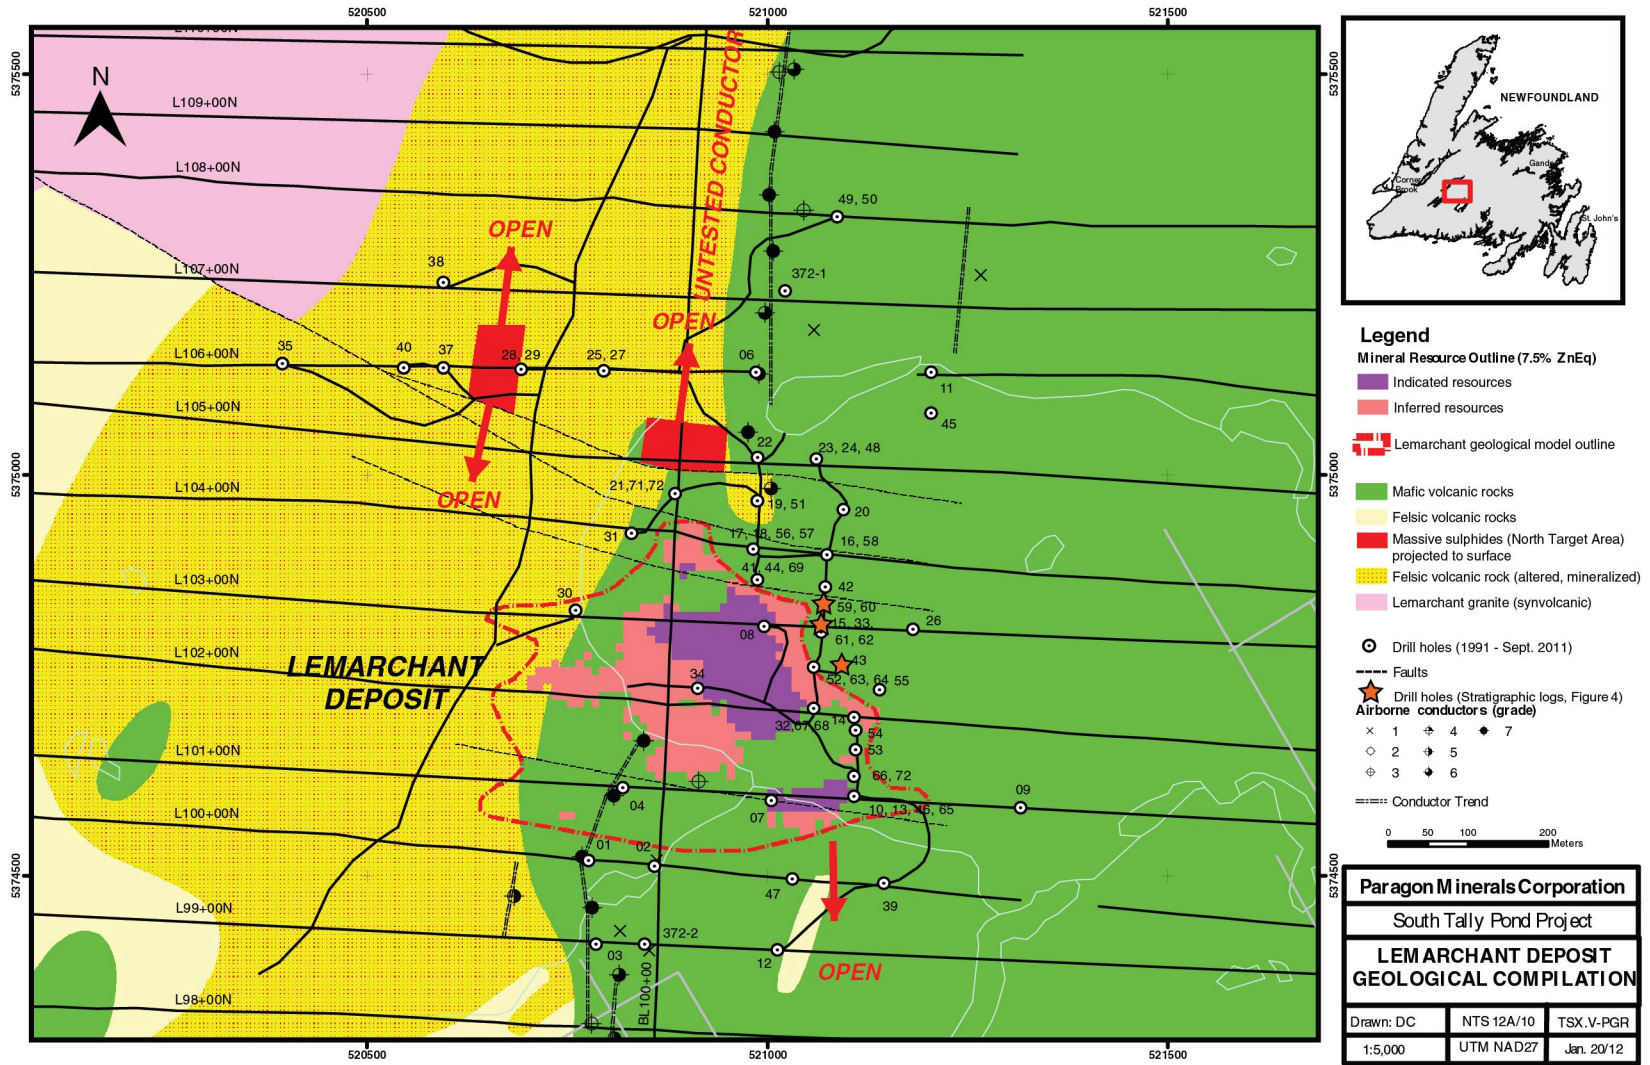 520500
521000
521500
5375500
5375500
5375000
5375000
5374500
5374500
520500
521000
521500
N
L109+00N
L108+00N
L107+00N
L106+00N
L105+00N
L104+00N
L103+00N
L102+00N
L101+00N
L100+00N
L99+00N
L98+00N
BL100+00
UNTESTED CONDUCTOR
OPEN
OPEN
OPEN
OPEN
LEMARCHANT
DEPOSIT
49, 50
372-1
38
35
40
37
28, 29
25, 27
06
11
45
22
23, 24, 48
21,71,72
19, 51
20
31
17, 18, 56, 57
16, 58
41, 44, 69
42
30
59, 60
15, 33,
61, 62
26
08
43
34
52, 63, 64
55
32,67,68
14
54
53
66, 72
04
07
10, 13, 46, 65
09
01
02
47
39
372-2
03
12
NEWFOUNDLAND
Gander
Corner
Brook
St. John's
Legend
Mineral Resource Outline (7.5% ZnEq)
Indicated resources
Inferred resources
Lemarchant geological model outline
Mafic volcanic rocks
Felsic volcanic rocks
Massive sulphides (North Target Area)
projected to surface
Felsic volcanic rock (altered, mineralized)
Lemarchant granite (synvolcanic)
Drill holes (1991 - Sept. 2011)
Faults
Drill holes (Stratigraphic logs, Figure 4)
Airborne conductors (grade)
1 4 7
2 5
3 6
Conductor Trend
0 50 100 200
Meters
Paragon Minerals Corporation
South Tally Pond Project
LEMARCHANT DEPOSIT
GEOLOGICAL COMPILATION
Drawn: DC NTS 12A/10 TSX.V-PGR
1:5,000 UTM NAD27 Jan. 20/12